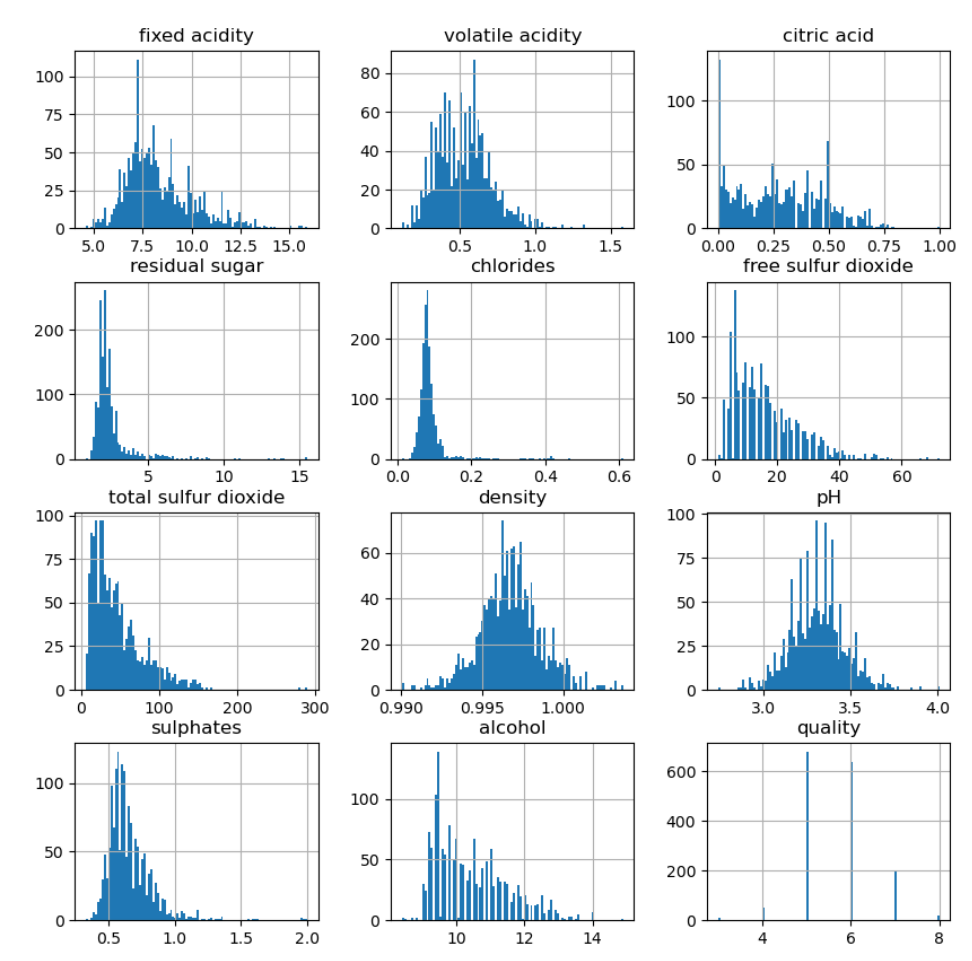 fixed acidity
volatile acidity
citric acid
100
75
50
25
0
5.0 7.5 10.0 12.5 15.0
80
60
40
20
0
0.5 1.0 1.5
100
50
0
0.00 0.25 0.50 0.75 1.00
residual sugar
chlorides
free sulfur dioxide
200
100
0
5 10 15
200
100
0
0.0 0.2 0.4 0.6
100
50
0
0 20 40 60
total sulfur dioxide
density
pH
100
75
50
25
0
0 100 200 300
60
40
20
0
0.990 0.995 1.000
100
75
50
25
0
3.0 3.5 4.0
sulphates
alcohol
quality
100
50
0
0.5 1.0 1.5 2.0
100
50
0
10 12 14
600
400
200
0
4 6 8